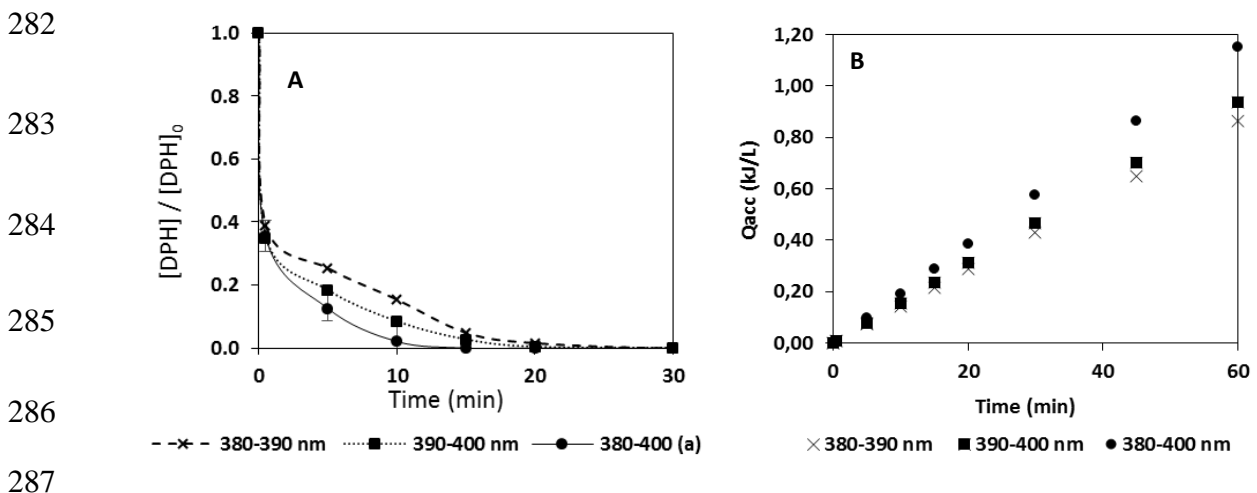 282
283
284
285
286
287
A
1.0
0.8
0.6
0.4
0.2
0.0
[DPH] / [DPH]₀
0 10 20 30
Time (min)
380-390 nm 390-400 nm 380-400 (a)
B
1,20
1,00
0,80
0,60
0,40
0,20
0,00
Qacc (kJ/L)
0 20 40 60
Time (min)
380-390 nm 390-400 nm 380-400 nm